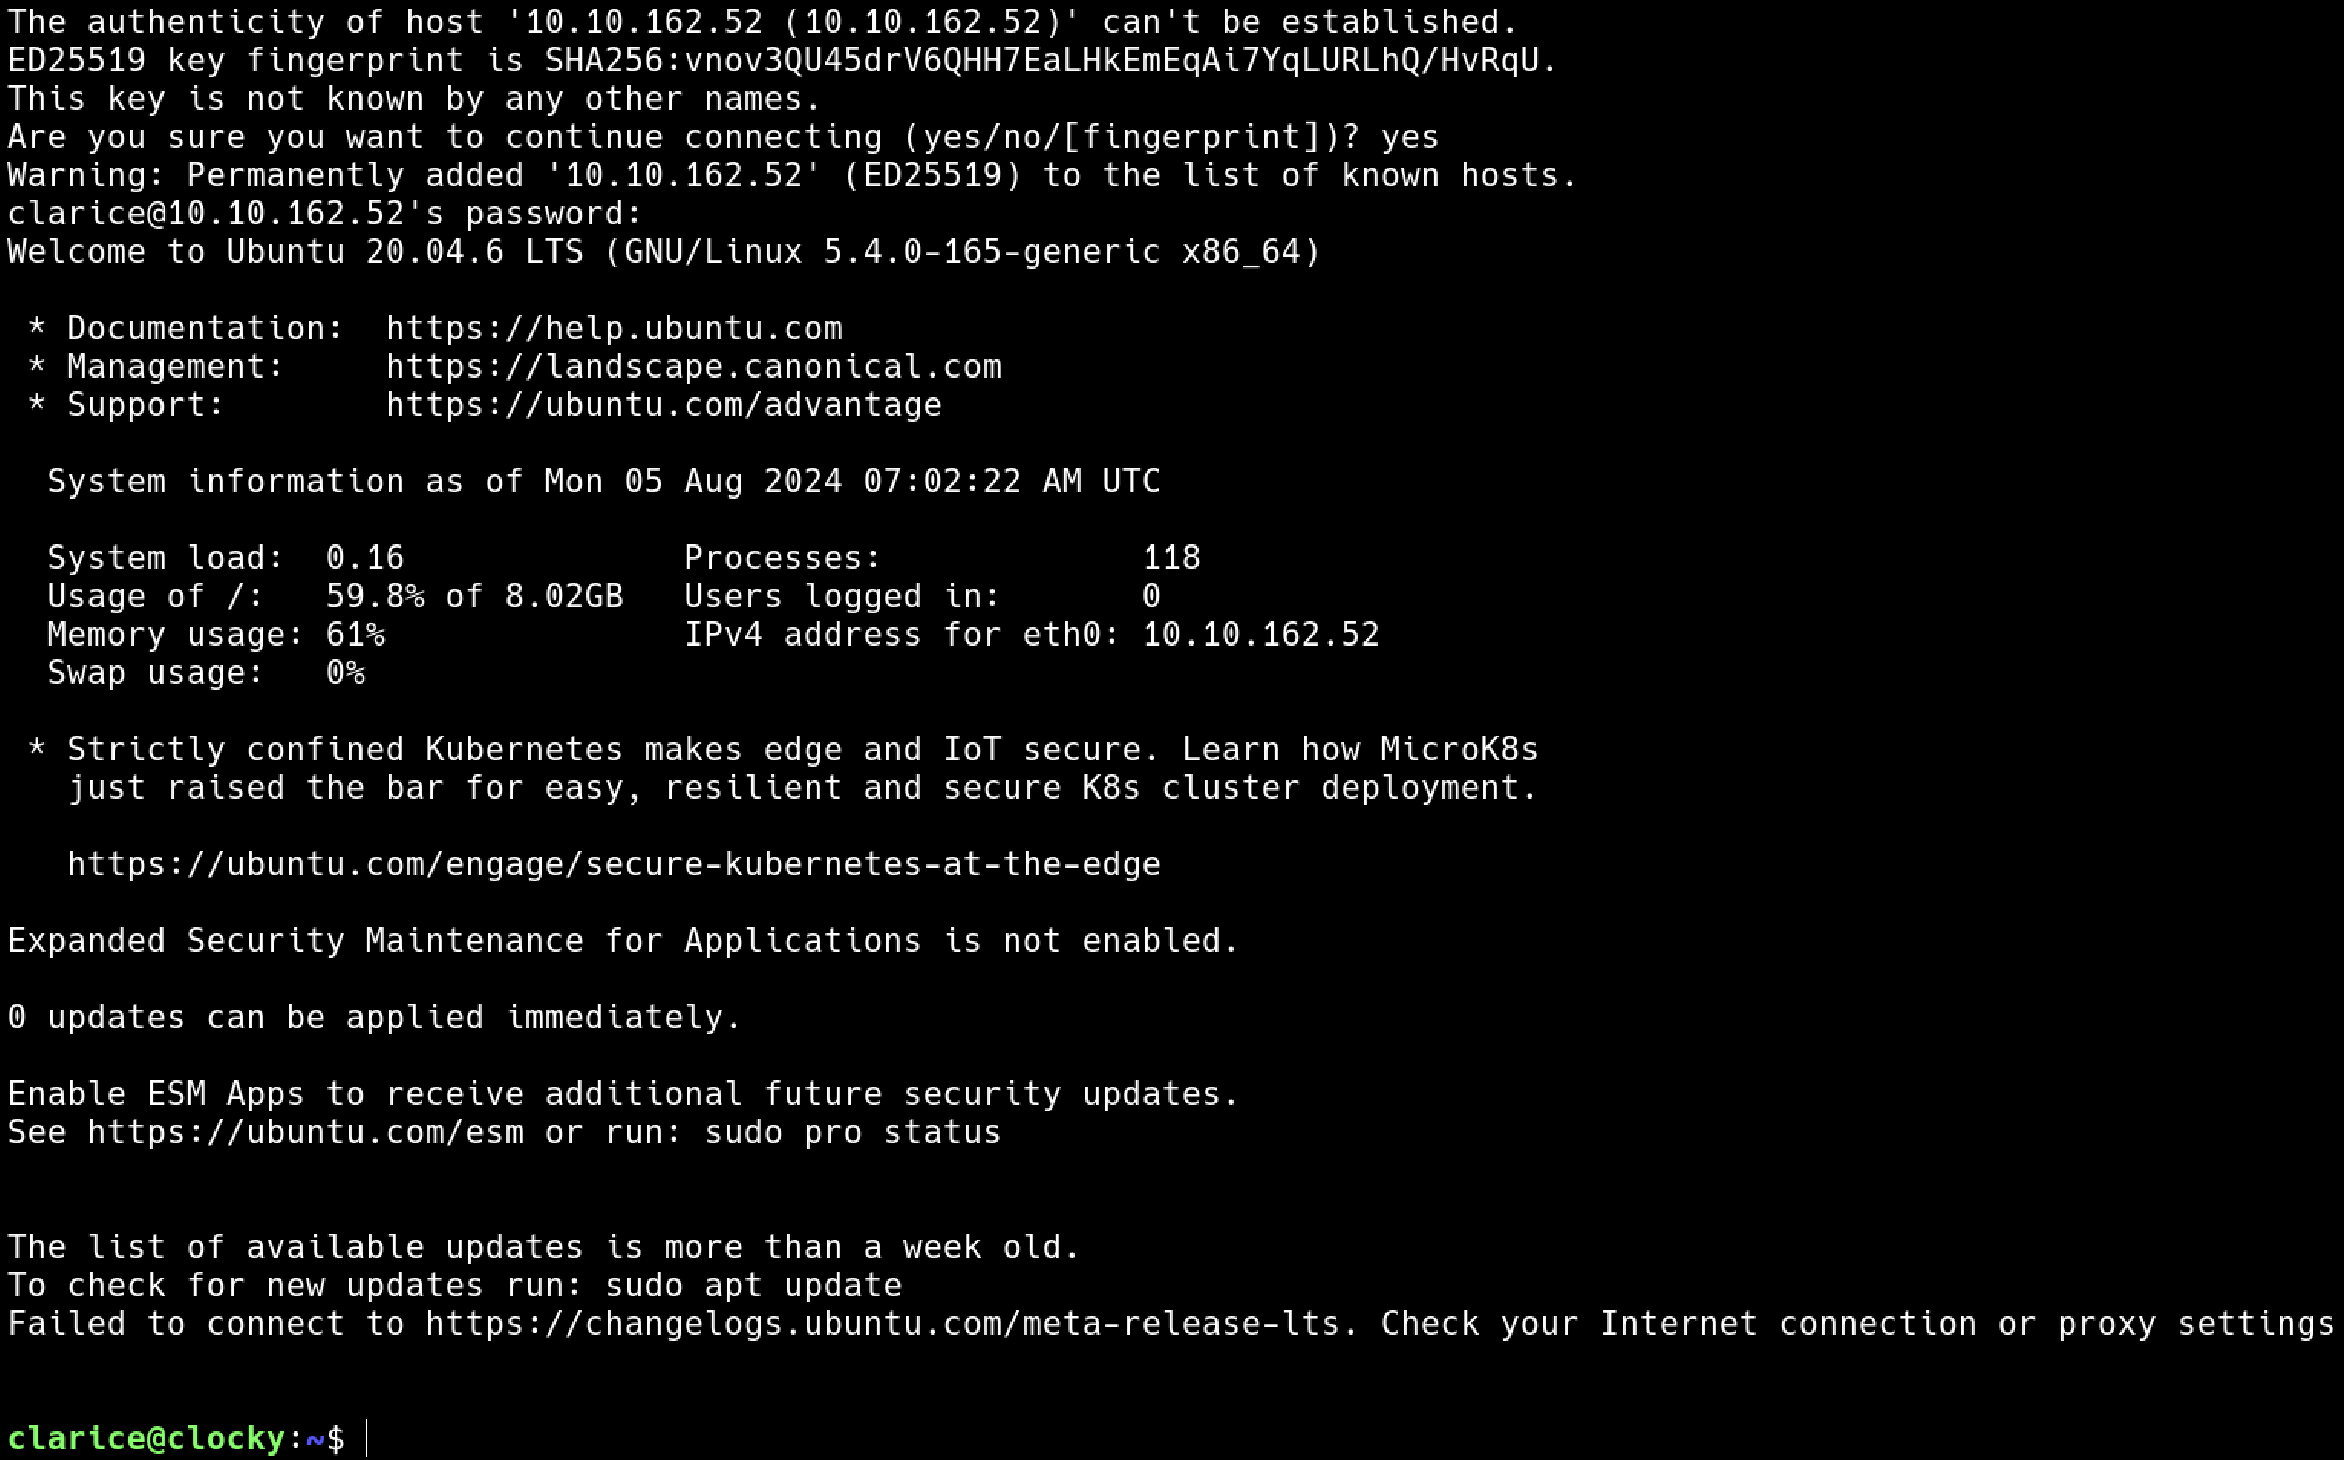 The authenticity of host '10.10.162.52 (10.10.162.52)' can't be established.
ED25519 key fingerprint is SHA256:vnov3QU45drV6QHH7EaLHkEmEqAi7YqLURLhQ/HvRqU.
This key is not known by any other names.
Are you sure you want to continue connecting (yes/no/[fingerprint])? yes
Warning: Permanently added '10.10.162.52' (ED25519) to the list of known hosts.
clarice@10.10.162.52's password:
Welcome to Ubuntu 20.04.6 LTS (GNU/Linux 5.4.0-165-generic x86_64)

 * Documentation:  https://help.ubuntu.com
 * Management:     https://landscape.canonical.com
 * Support:        https://ubuntu.com/advantage

  System information as of Mon 05 Aug 2024 07:02:22 AM UTC

  System load:  0.16              Processes:             118
  Usage of /:   59.8% of 8.02GB   Users logged in:       0
  Memory usage: 61%               IPv4 address for eth0: 10.10.162.52
  Swap usage:   0%

 * Strictly confined Kubernetes makes edge and IoT secure. Learn how MicroK8s
   just raised the bar for easy, resilient and secure K8s cluster deployment.

   https://ubuntu.com/engage/secure-kubernetes-at-the-edge

Expanded Security Maintenance for Applications is not enabled.

0 updates can be applied immediately.

Enable ESM Apps to receive additional future security updates.
See https://ubuntu.com/esm or run: sudo pro status

The list of available updates is more than a week old.
To check for new updates run: sudo apt update
Failed to connect to https://changelogs.ubuntu.com/meta-release-lts. Check your Internet connection or proxy settings

clarice@clocky:~$